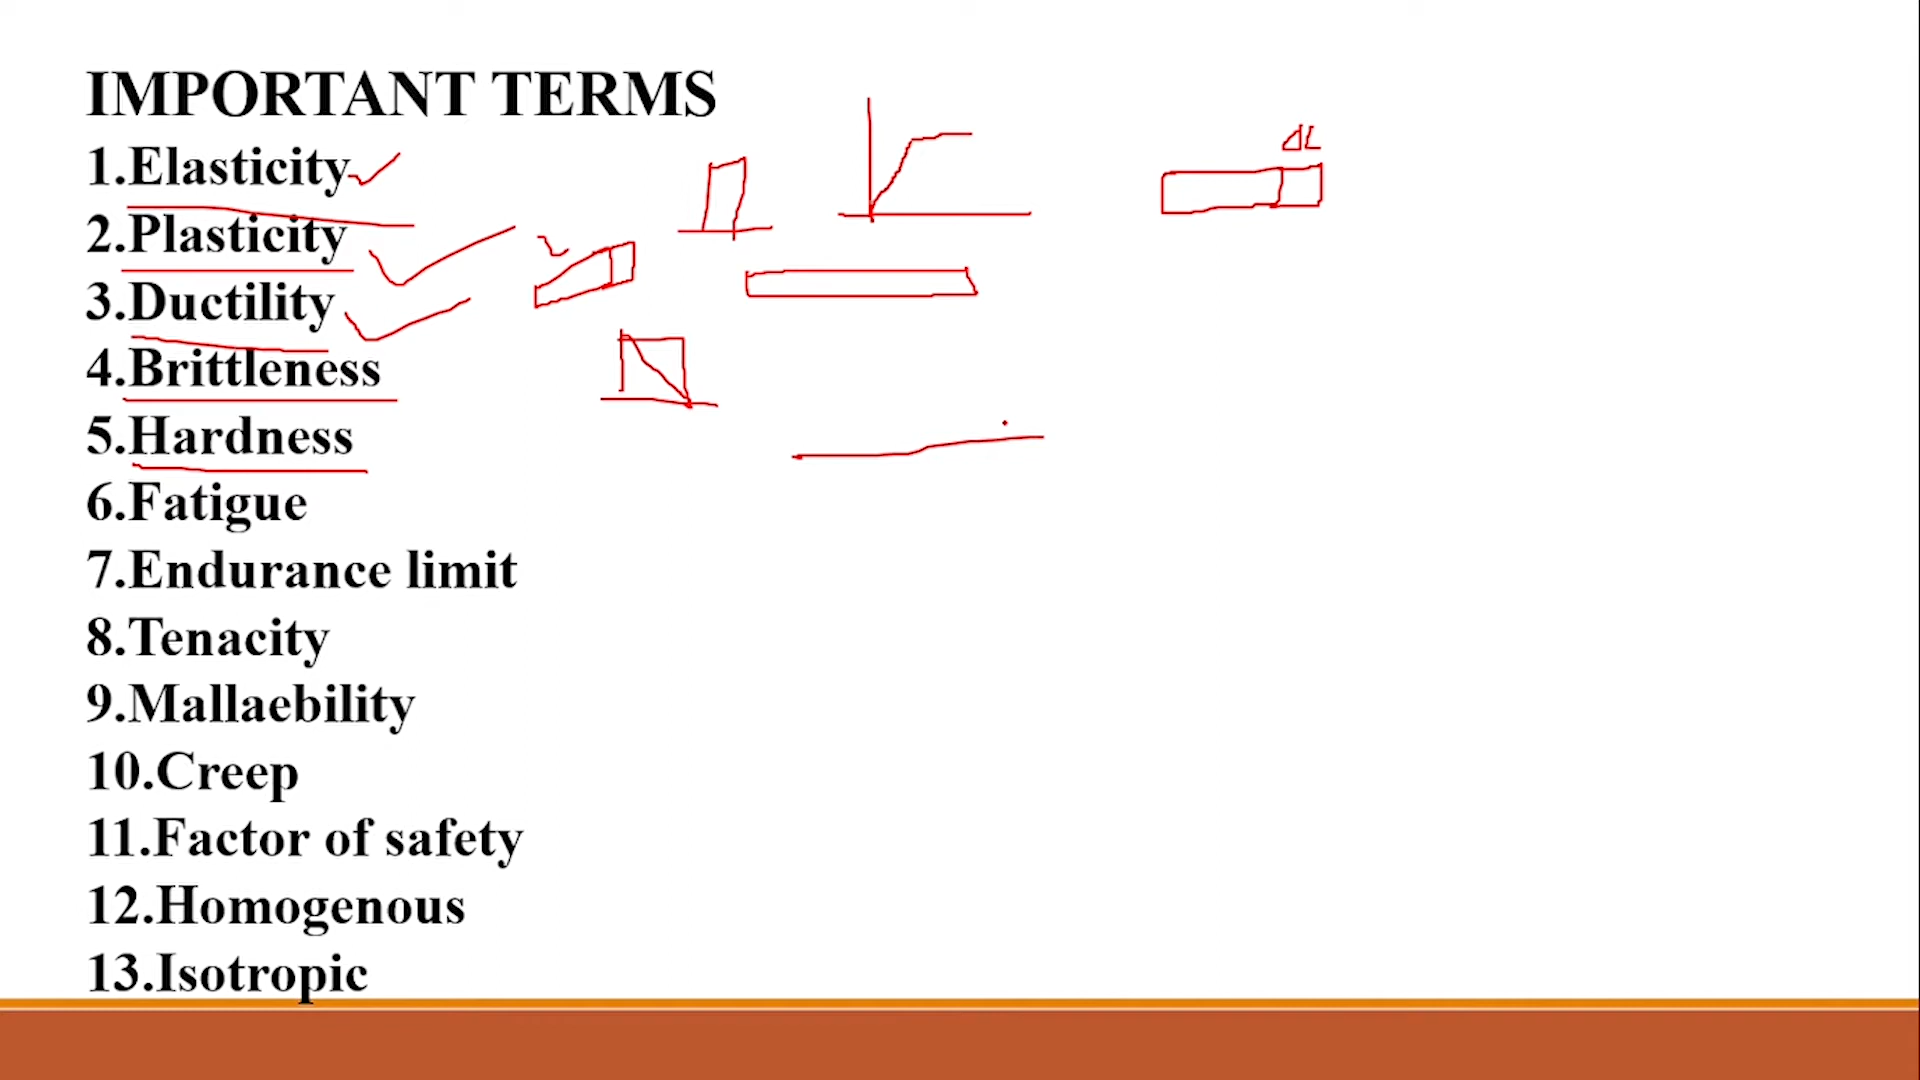 IMPORTANT TERMS
1.Elasticity
ΔL
2.Plasticity
3.Ductility
4.Brittleness
5.Hardness
6.Fatigue
7.Endurance limit
8.Tenacity
9.Mallaebility
10.Creep
11.Factor of safety
12.Homogenous
13.Isotropic